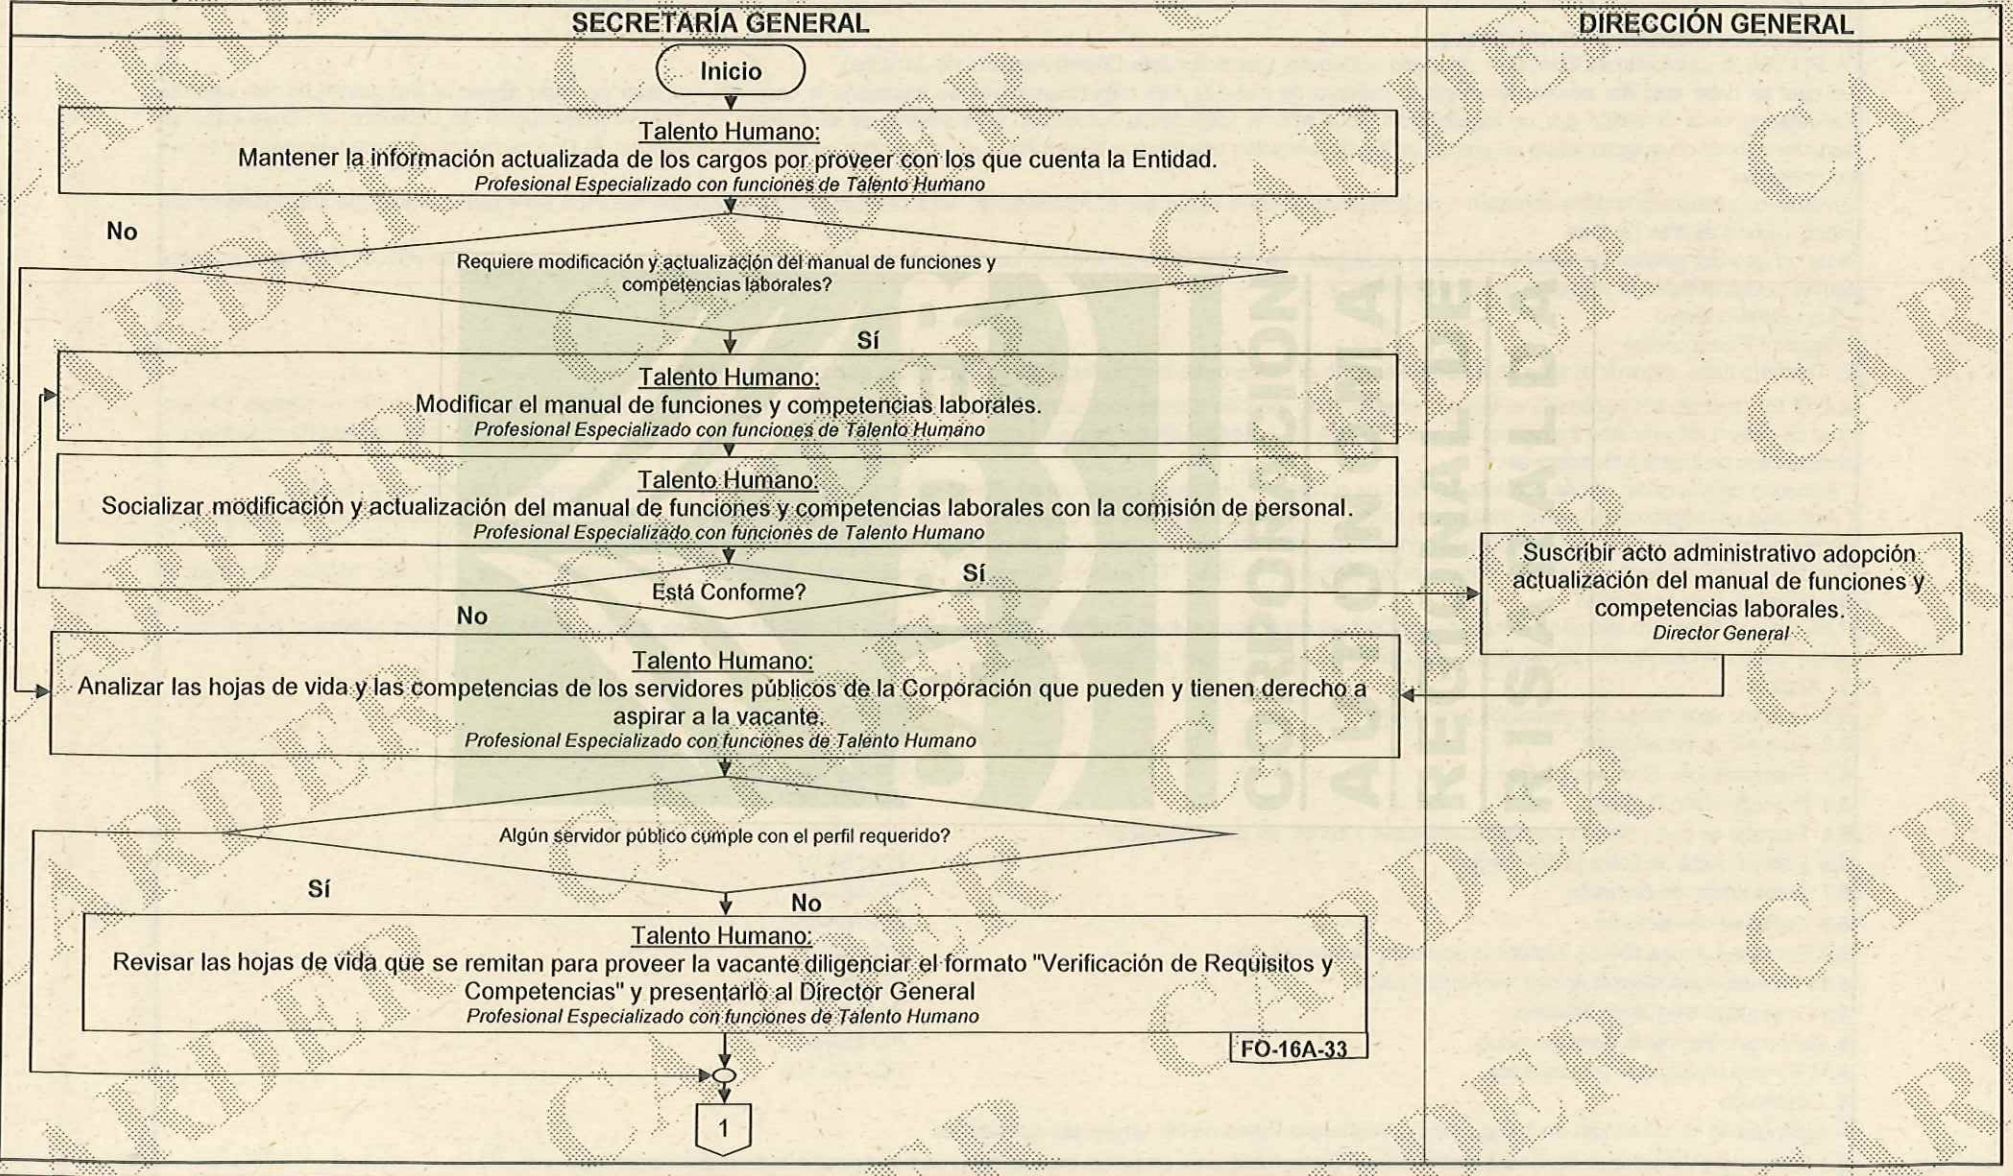 SECRETARÍA GENERAL
DIRECCIÓN GENERAL
Inicio
Talento Humano:
Mantener la información actualizada de los cargos por proveer con los que cuenta la Entidad.
Profesional Especializado con funciones de Talento Humano
No
Requiere modificación y actualización del manual de funciones y
competencias laborales?
Sí
Talento Humano:
Modificar el manual de funciones y competencias laborales.
Profesional Especializado con funciones de Talento Humano
Talento Humano:
Socializar modificación y actualización del manual de funciones y competencias laborales con la comisión de personal.
Profesional Especializado con funciones de Talento Humano
Está Conforme?
Sí
No
Suscribir acto administrativo adopción
actualización del manual de funciones y
competencias laborales.
Director General
Talento Humano:
Analizar las hojas de vida y las competencias de los servidores públicos de la Corporación que pueden y tienen derecho a
aspirar a la vacante.
Profesional Especializado con funciones de Talento Humano
Algún servidor público cumple con el perfil requerido?
Sí
No
Talento Humano:
Revisar las hojas de vida que se remitan para proveer la vacante diligenciar el formato "Verificación de Requisitos y
Competencias" y presentarlo al Director General
Profesional Especializado con funciones de Talento Humano
FO-16A-33
1
CORPORACIÓN
AUTONOMA
REGIONAL DE
RISARALDA
CARDER